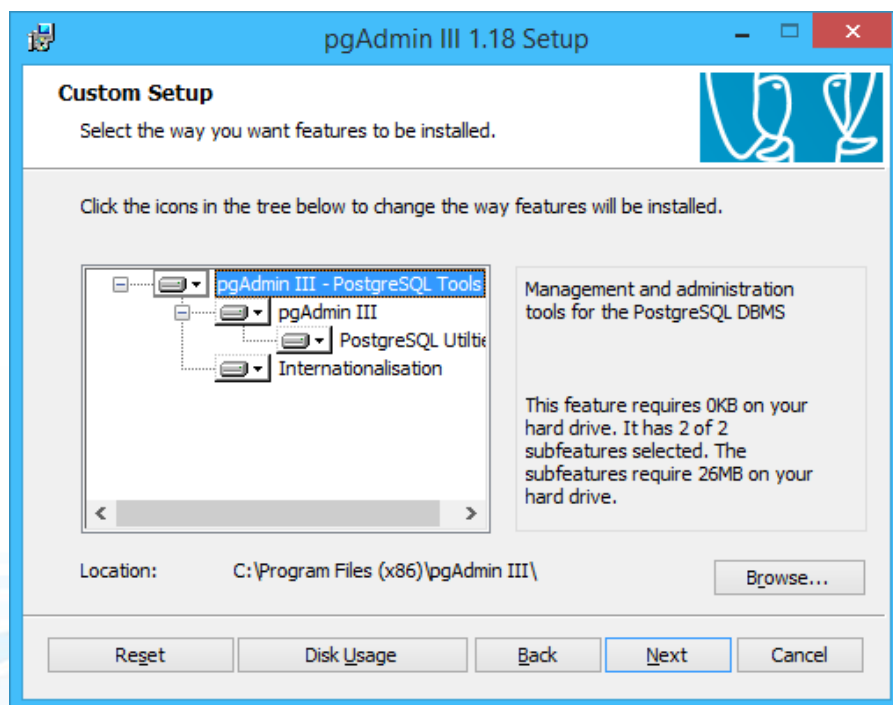 pgAdmin III 1.18 Setup
Custom Setup
Select the way you want features to be installed.
Click the icons in the tree below to change the way features will be installed.
pgAdmin III - PostgreSQL Tools
pgAdmin III
PostgreSQL Utilitie
Internationalisation
Management and administration
tools for the PostgreSQL DBMS
This feature requires 0KB on your
hard drive. It has 2 of 2
subfeatures selected. The
subfeatures require 26MB on your
hard drive.
Location:
C:\Program Files (x86)\pgAdmin III\
Browse...
Reset
Disk Usage
Back
Next
Cancel